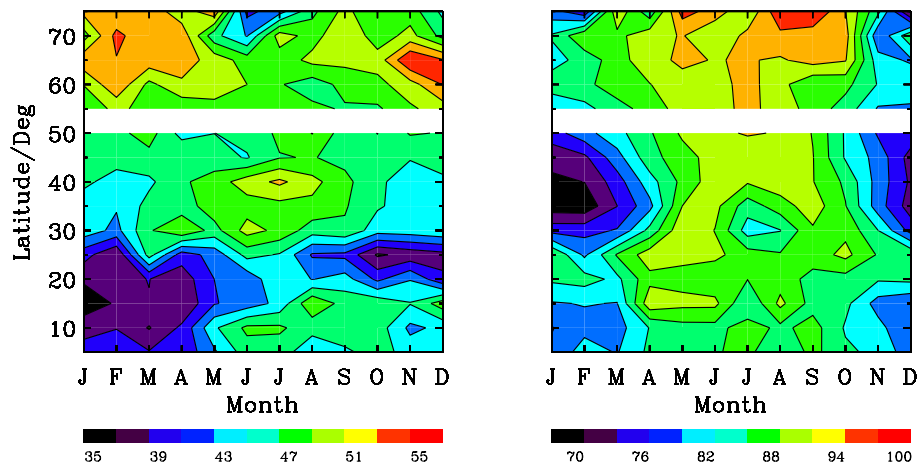 Latitude/Deg
70
60
50
40
30
20
10
J F M A M J J A S O N D
Month
35 39 43 47 51 55
J F M A M J J A S O N D
Month
70 76 82 88 94 100